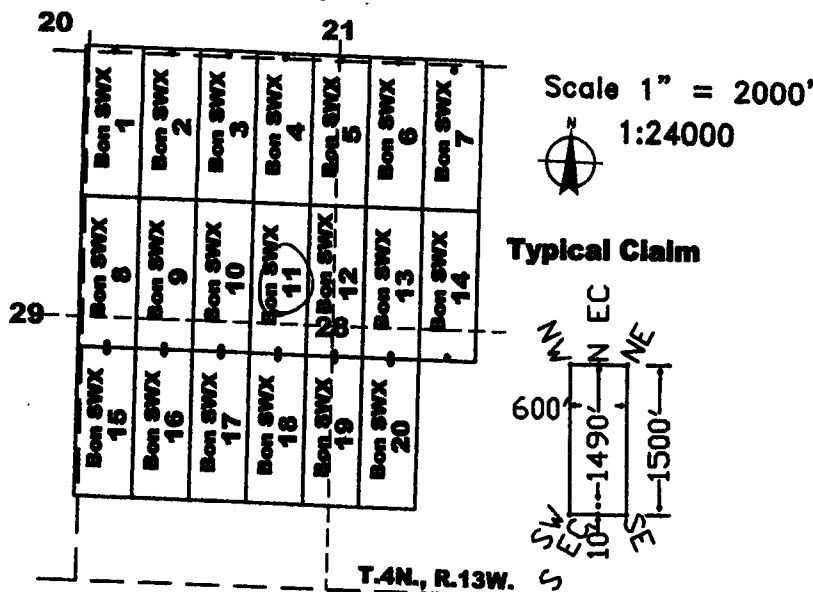 20
21
Bon SWX 1
Bon SWX 2
Bon SWX 3
Bon SWX 4
Bon SWX 5
Bon SWX 6
Bon SWX 7
Scale 1" = 2000'
1:24000
N
Bon SWX 8
Bon SWX 9
Bon SWX 10
Bon SWX 11
Bon SWX 12
Bon SWX 13
Bon SWX 14
29
28
Bon SWX 15
Bon SWX 16
Bon SWX 17
Bon SWX 18
Bon SWX 19
Bon SWX 20
T.4N., R.13W.
Typical Claim
NW
N EC
NE
600'
1490'
1500'
10'
SW
S EC
SE